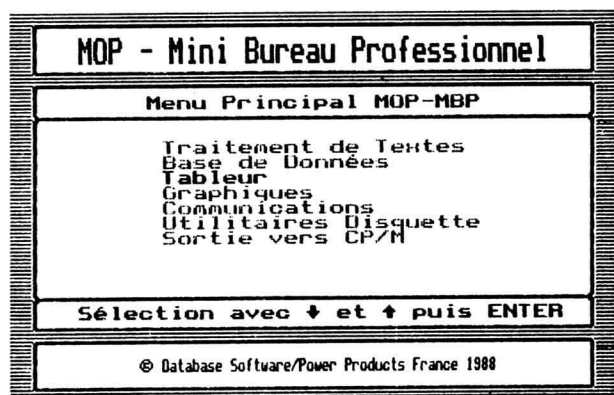 MOP - Mini Bureau Professionnel
Menu Principal MOP-MBP
Traitement de Textes
Base de Données
Tableur
Graphiques
Communications
Utilitaires Disquette
Sortie vers CP/M
Sélection avec ↓ et ↑ puis ENTER
© Database Software/Power Products France 1988